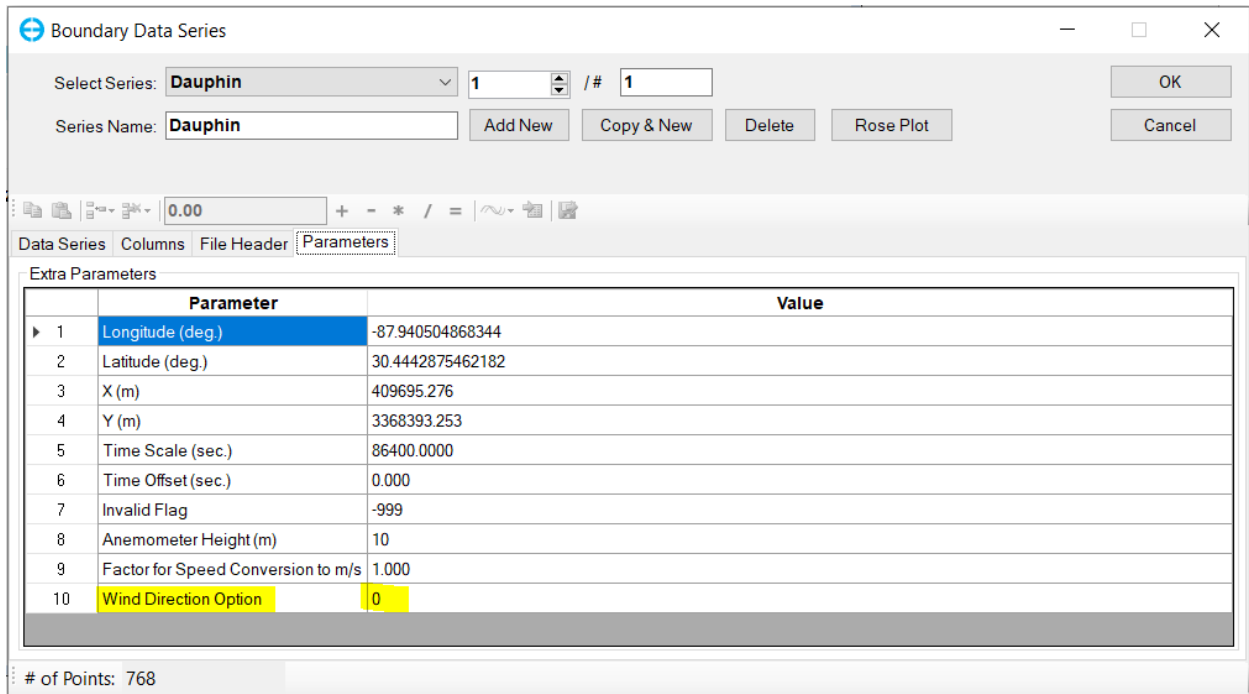 Boundary Data Series
Select Series: Dauphin 1 / # 1 OK
Series Name: Dauphin Add New Copy & New Delete Rose Plot Cancel
0.00 + - * / =
Data Series Columns File Header Parameters
Extra Parameters
Parameter Value
1 Longitude (deg.) -87.940504868344
2 Latitude (deg.) 30.4442875462182
3 X (m) 409695.276
4 Y (m) 3368393.253
5 Time Scale (sec.) 86400.0000
6 Time Offset (sec.) 0.000
7 Invalid Flag -999
8 Anemometer Height (m) 10
9 Factor for Speed Conversion to m/s 1.000
10 Wind Direction Option 0
# of Points: 768